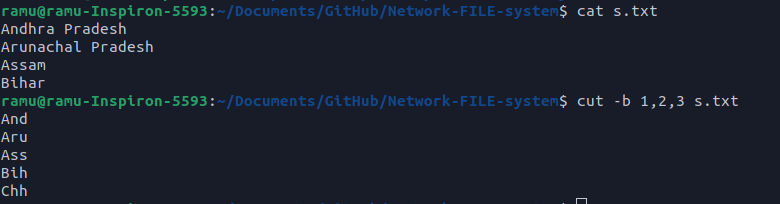 ramu@ramu-Inspiron-5593:~/Documents/GitHub/Network-FILE-system$ cat s.txt
Andhra Pradesh
Arunachal Pradesh
Assam
Bihar
ramu@ramu-Inspiron-5593:~/Documents/GitHub/Network-FILE-system$ cut -b 1,2,3 s.txt
And
Aru
Ass
Bih
Chh